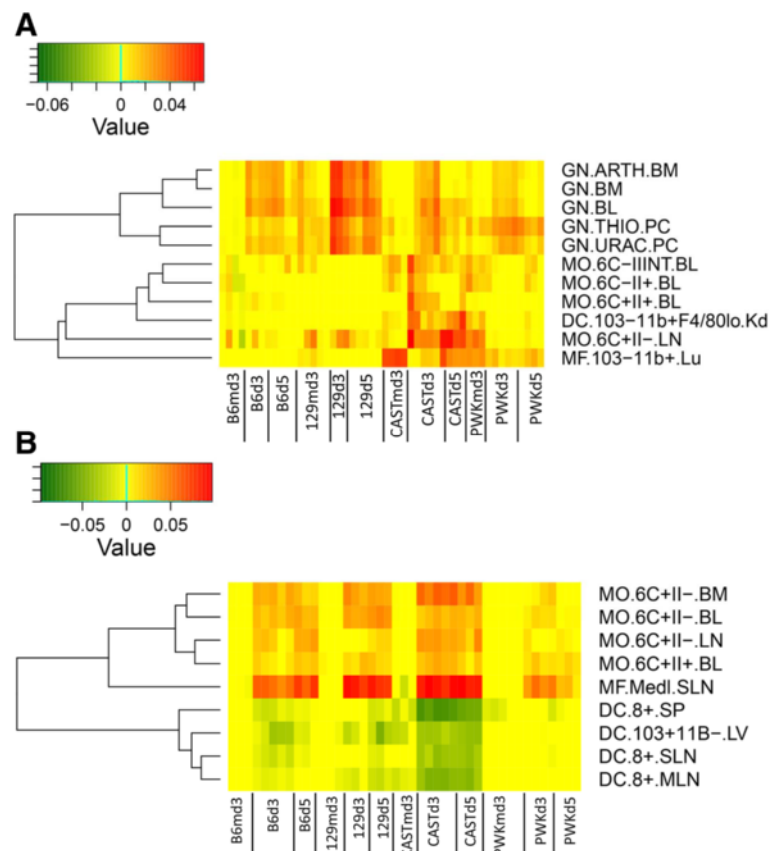 A
−0.06 0 0.04
Value
GN.ARTH.BM
GN.BM
GN.BL
GN.THIO.PC
GN.URAC.PC
MO.6C−IIINT.BL
MO.6C−II+.BL
MO.6C+II+.BL
DC.103−11b+F4/80lo.Kd
MO.6C+II−.LN
MF.103−11b+.Lu
B6md3 B6d3 B6d5 129md3 129d3 129d5 CASTmd3 CASTd3 CASTd5 PWKmd3 PWKd3 PWKd5
B
−0.05 0 0.05
Value
MO.6C+II−.BM
MO.6C+II−.BL
MO.6C+II−.LN
MO.6C+II+.BL
MF.Medl.SLN
DC.8+.SP
DC.103+11B−.LV
DC.8+.SLN
DC.8+.MLN
B6md3 B6d3 B6d5 129md3 129d3 129d5 CASTmd3 CASTd3 CASTd5 PWKmd3 PWKd3 PWKd5